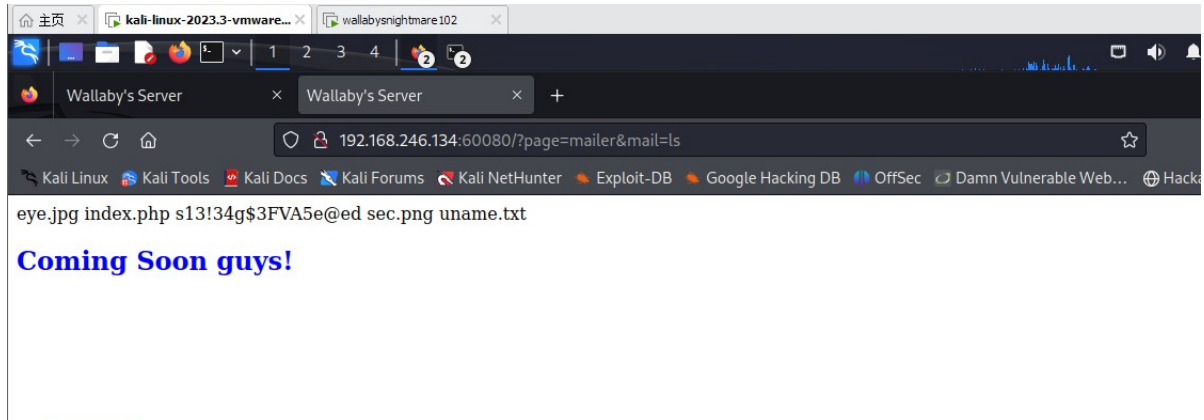 主页 kali-linux-2023.3-vmware... wallabysnightmare102
1 2 3 4 2 2
Wallaby's Server Wallaby's Server
192.168.246.134:60080/?page=mailer&mail=ls
Kali Linux Kali Tools Kali Docs Kali Forums Kali NetHunter Exploit-DB Google Hacking DB OffSec Damn Vulnerable Web...
eye.jpg index.php s13!34g$3FVA5e@ed sec.png uname.txt
Coming Soon guys!